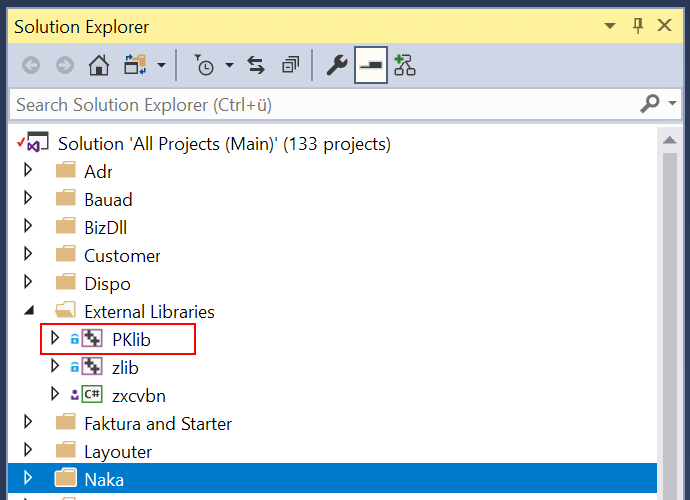 Solution Explorer
Search Solution Explorer (Ctrl+ü)
Solution 'All Projects (Main)' (133 projects)
Adr
Bauad
BizDll
Customer
Dispo
External Libraries
PKlib
zlib
C# zxcvbn
Faktura and Starter
Layouter
Naka